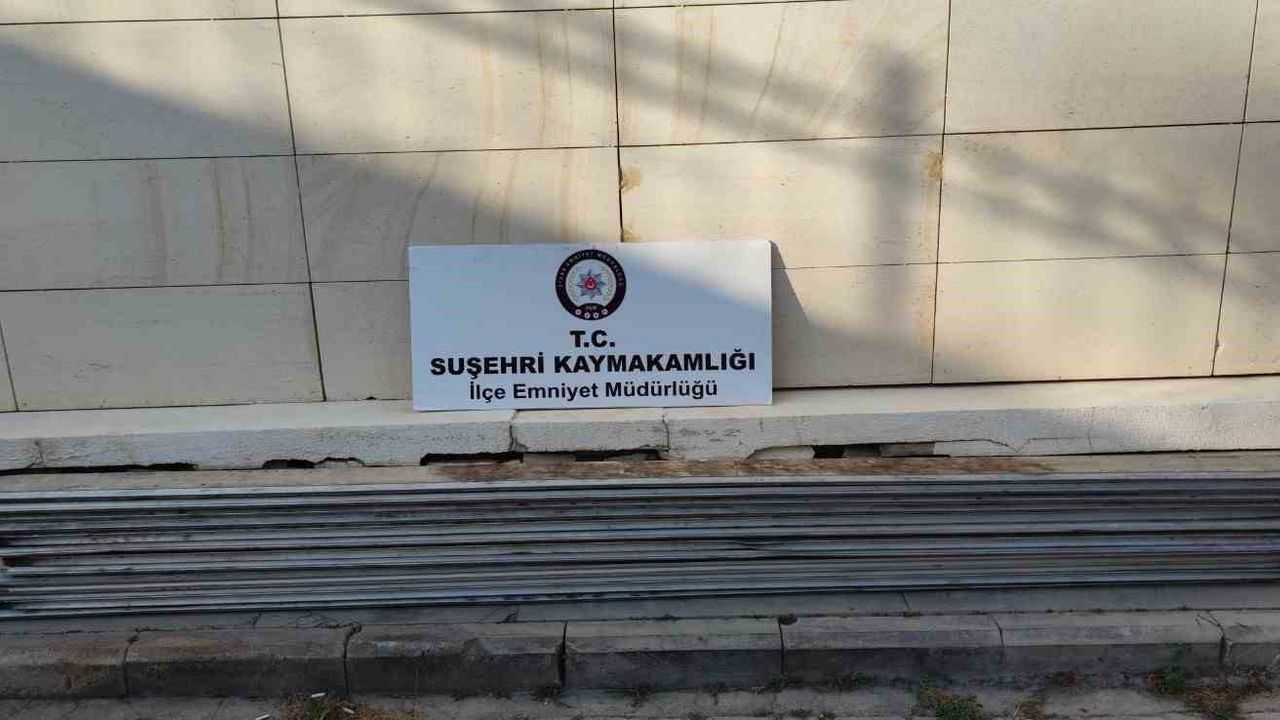 T.C.
SUŞEHRİ KAYMAKAMLIĞI
İlçe Emniyet Müdürlüğü